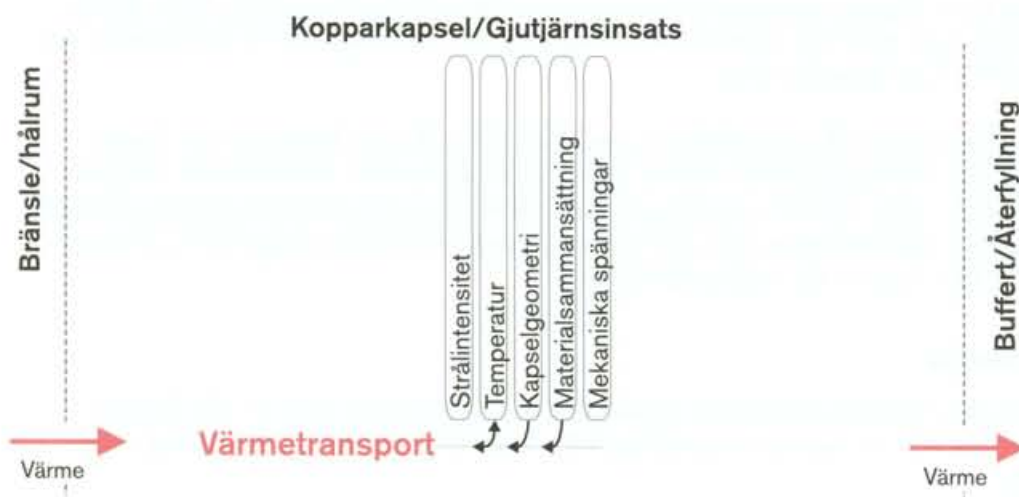 Kopparkapsel/Gjutjärnsinsats
Bränsle/hålrum
Strålintensitet
Temperatur
Kapselgeometri
Materialsammansättning
Mekaniska spänningar
Buffert/Återfyllning
Värmetransport
Värme
Värme